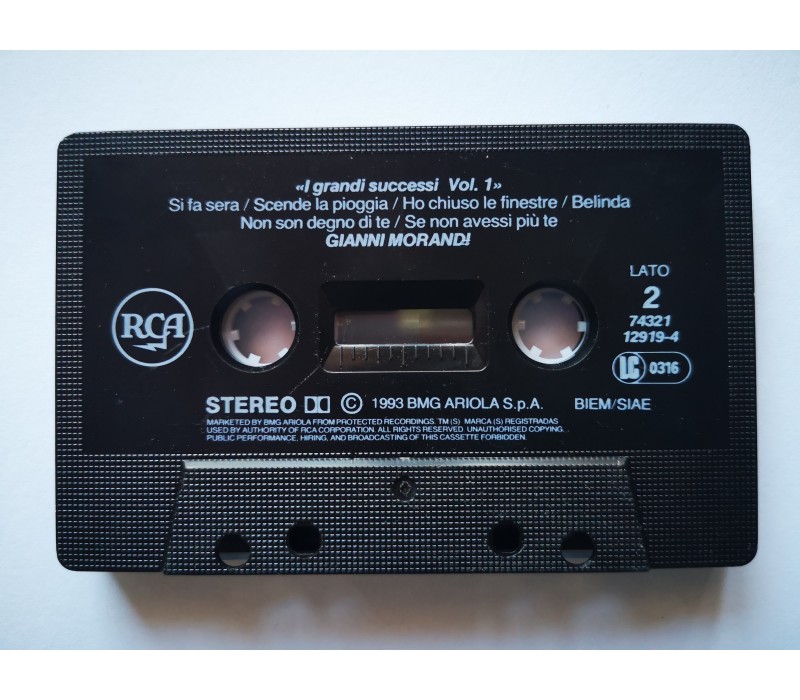 «I grandi successi Vol. 1»
Si fa sera / Scende la pioggia / Ho chiuso le finestre / Belinda
Non son degno di te / Se non avessi più te
GIANNI MORANDI
LATO
2
74321
12919-4
RCA
LC 0316
STEREO © 1993 BMG ARIOLA S.p.A. BIEM/SIAE
MARKETED BY BMG ARIOLA FROM PROTECTED RECORDINGS. TM (S) MARCA (S) REGISTRADAS
USED BY AUTHORITY OF RCA CORPORATION. ALL RIGHTS RESERVED. UNAUTHORISED COPYING,
PUBLIC PERFORMANCE, HIRING, AND BROADCASTING OF THIS CASSETTE FORBIDDEN.